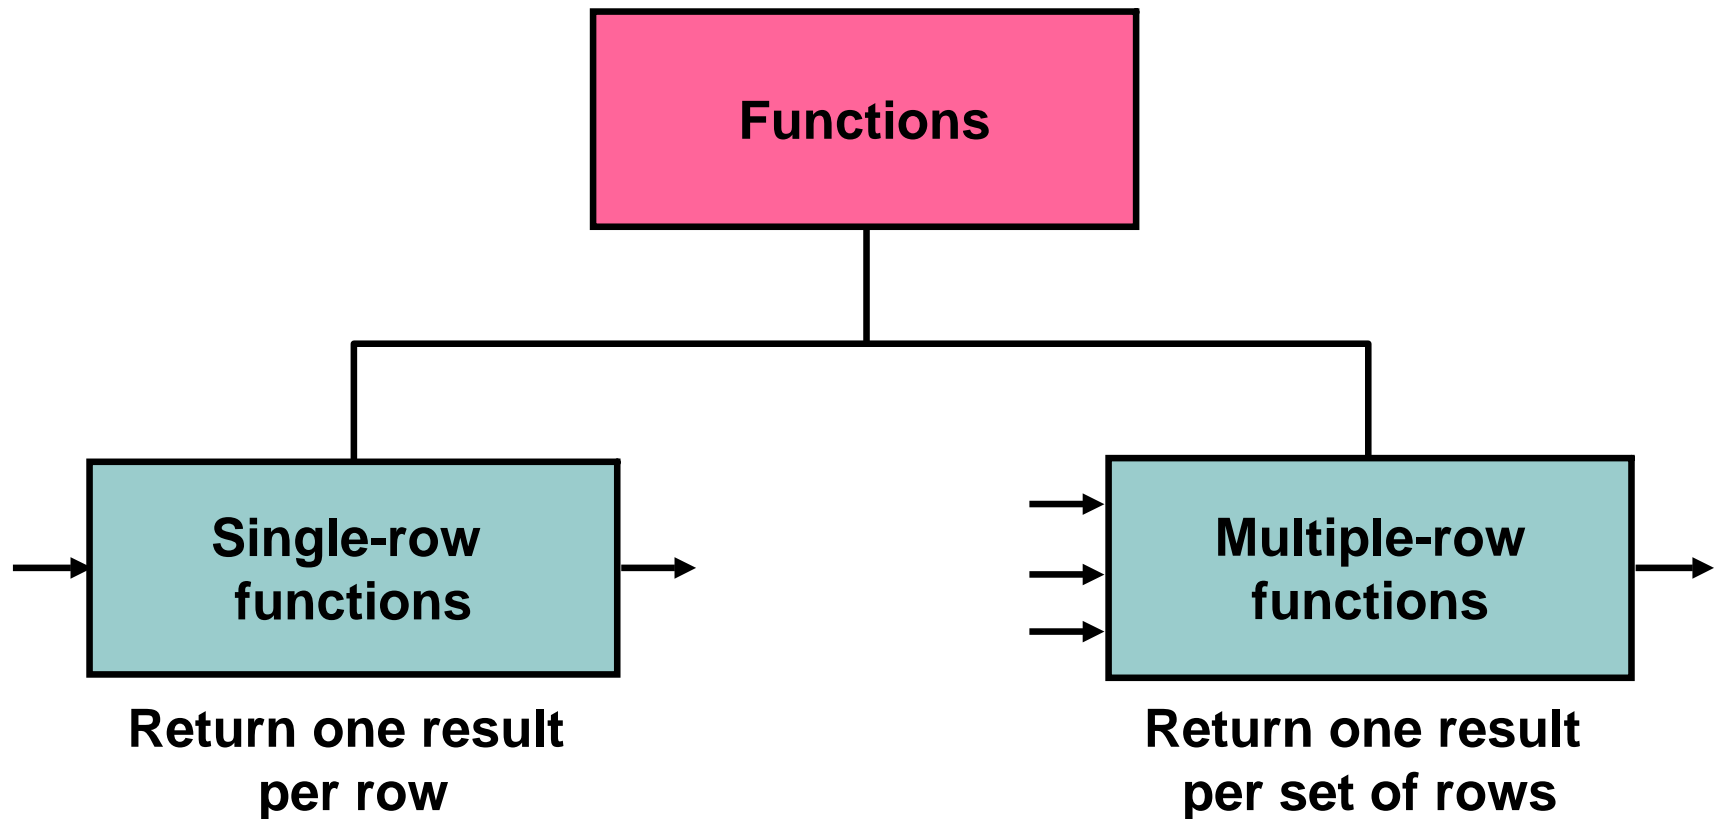 Functions
Single-row
functions
Multiple-row
functions
Return one result
per row
Return one result
per set of rows